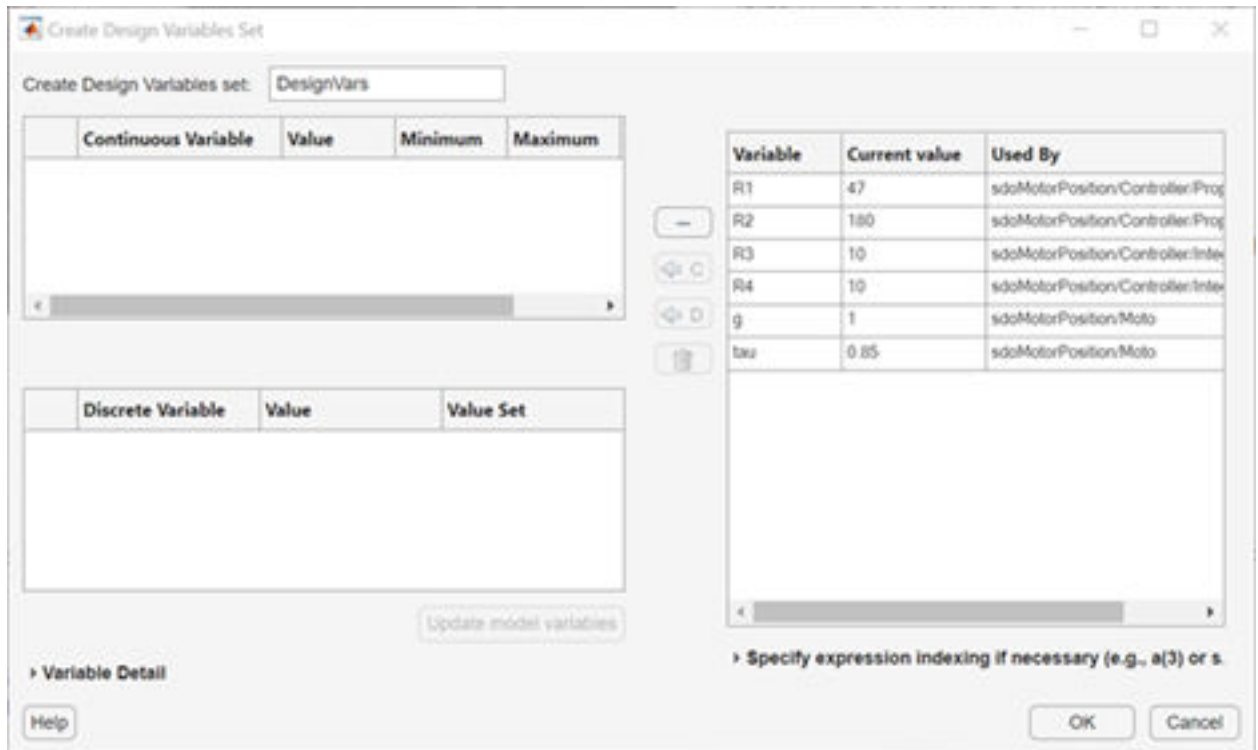 Create Design Variables Set
Create Design Variables set: DesignVars
Continuous Variable Value Minimum Maximum
C
D
Discrete Variable Value Value Set
Update model variables
Variable Detail
Help
Variable Current value Used By
R1 47 sdoMotorPosition/Controller/Prop
R2 180 sdoMotorPosition/Controller/Prop
R3 10 sdoMotorPosition/Controller/Inte
R4 10 sdoMotorPosition/Controller/Inte
g 1 sdoMotorPosition/Moto
tau 0.85 sdoMotorPosition/Moto
Specify expression indexing if necessary (e.g., a(3) or s.
OK Cancel